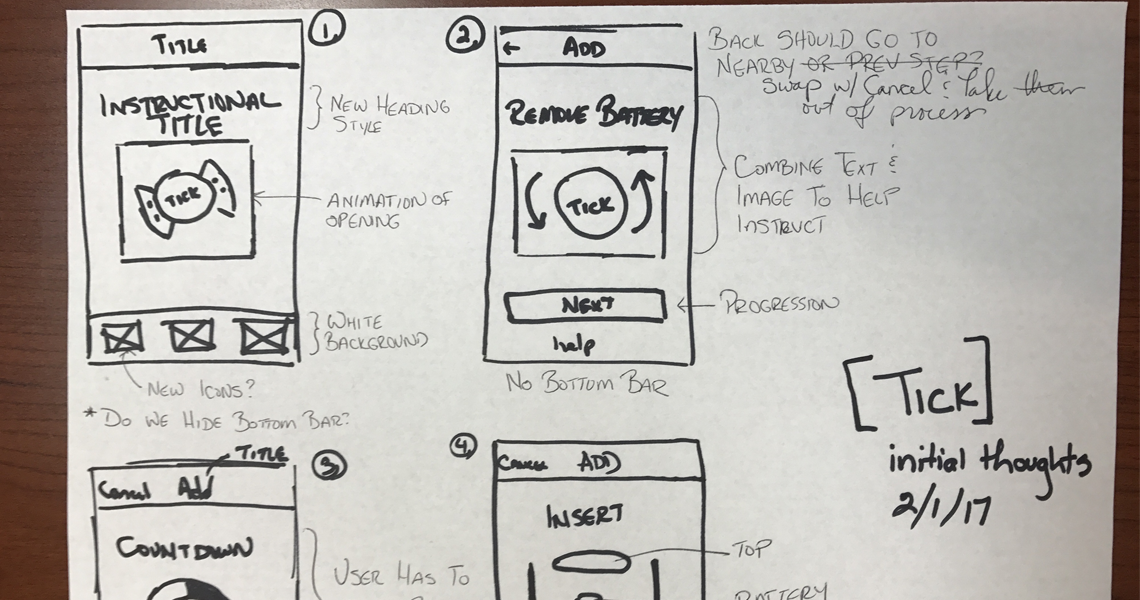 TITLE
1.
INSTRUCTIONAL
TITLE
NEW HEADING
STYLE
TICK
ANIMATION OF
OPENING
WHITE
BACKGROUND
NEW ICONS?
* DO WE HIDE BOTTOM BAR?
2.
← ADD
BACK SHOULD GO TO
NEARBY OR PREV STEP?
Swap w/ Cancel & Take them
out of process
REMOVE BATTERY
TICK
COMBINE TEXT &
IMAGE TO HELP
INSTRUCT
NEXT
PROGRESSION
help
NO BOTTOM BAR
[TICK]
initial thoughts
2/1/17
TITLE
3
Cancel Add
COUNTDOWN
USER HAS TO
4.
Cancel ADD
INSERT
TOP
BATTERY